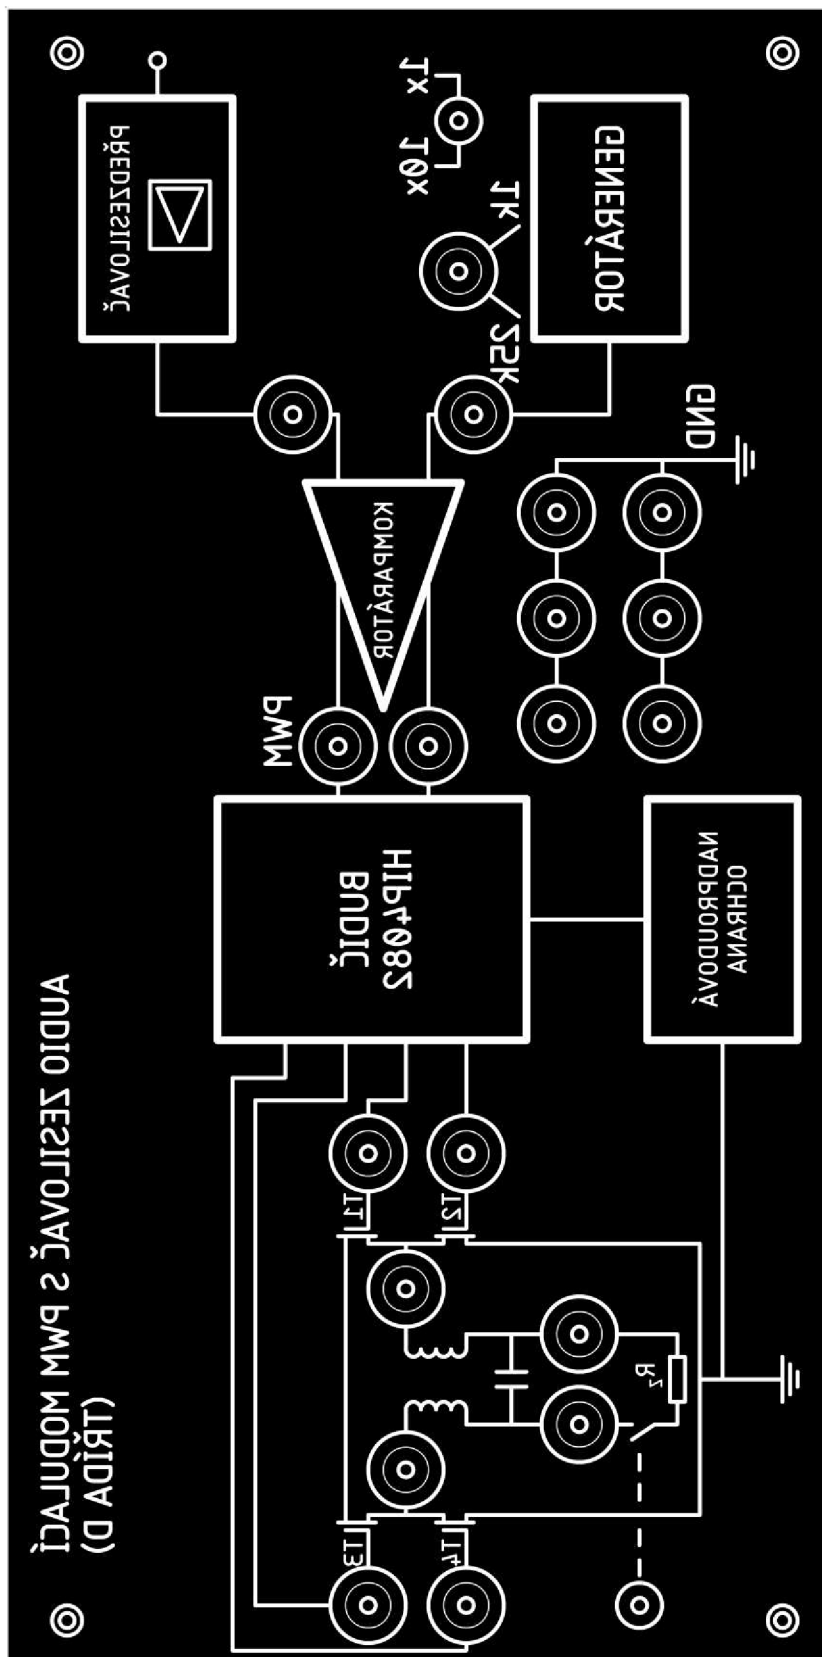 AUDIO ZESILOVAČ S PWM MODULACÍ
(TŘÍDA D)
PŘEDZESILOVAČ
PWM
BUDIČ
HIP4082
KOMPARÁTOR
T1
T3
T2
T4
1x
10x
1k
25k
GENERÁTOR
Rz
GND
NADPROUDOVÁ
OCHRANA